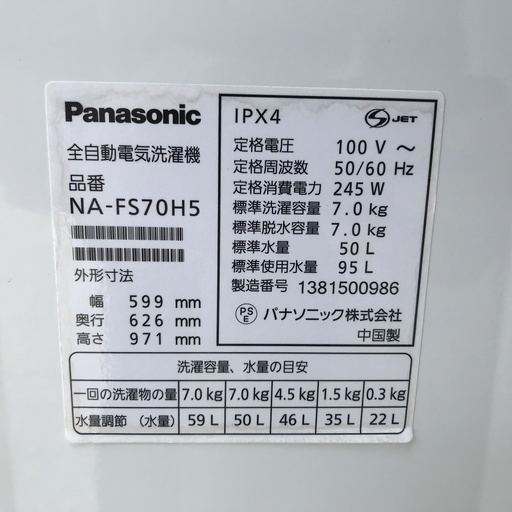 Panasonic
全自動電気洗濯機
品番
NA-FS70H5
外形寸法
幅 599 mm
奥行 626 mm
高さ 971 mm
IPX4
S JET
定格電圧 100 V ～
定格周波数 50/60 Hz
定格消費電力 245 W
標準洗濯容量 7.0 kg
標準脱水容量 7.0 kg
標準水量 50 L
標準使用水量 95 L
製造番号 1381500986
PSE パナソニック株式会社
中国製
洗濯容量、水量の目安
一回の洗濯物の量 7.0 kg 7.0 kg 4.5 kg 1.5 kg 0.3 kg
水量調節（水量） 59 L 50 L 46 L 35 L 22 L